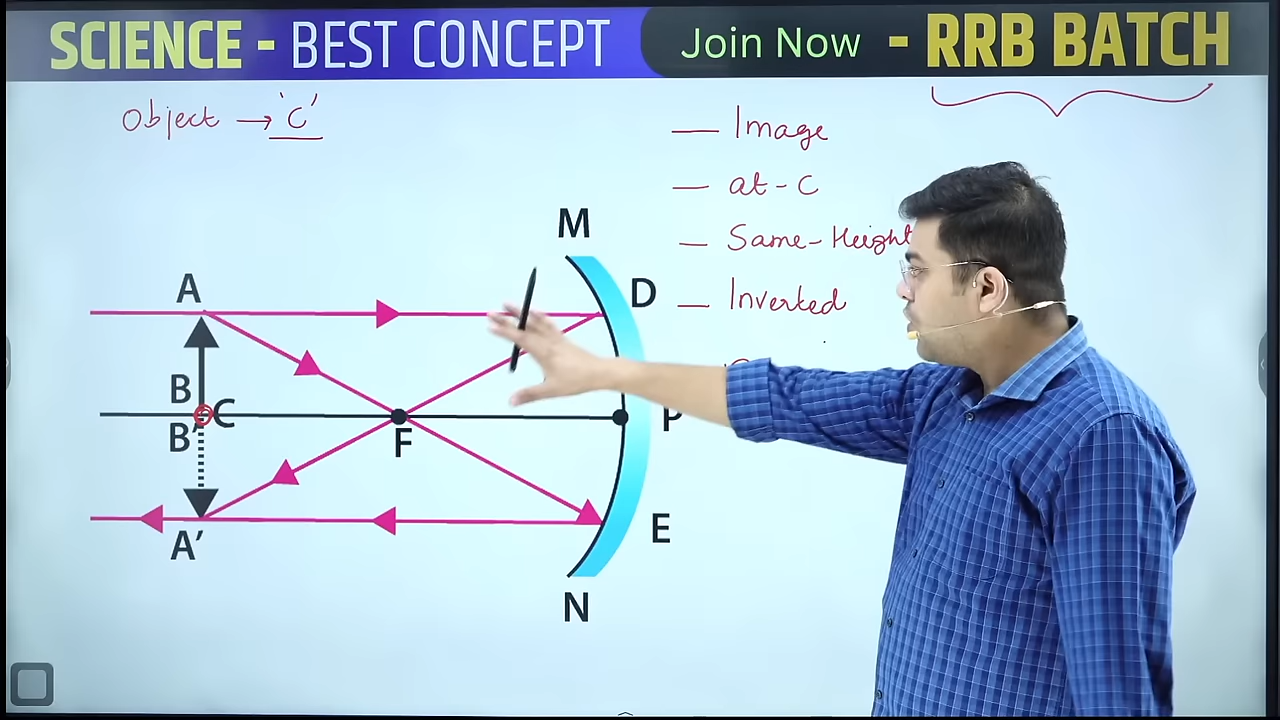 SCIENCE - BEST CONCEPT Join Now - RRB BATCH
Object → 'C'
— Image
— at - C
— Same - Height
— Inverted
M
A
D
B
C
B'
F
P
A'
E
N